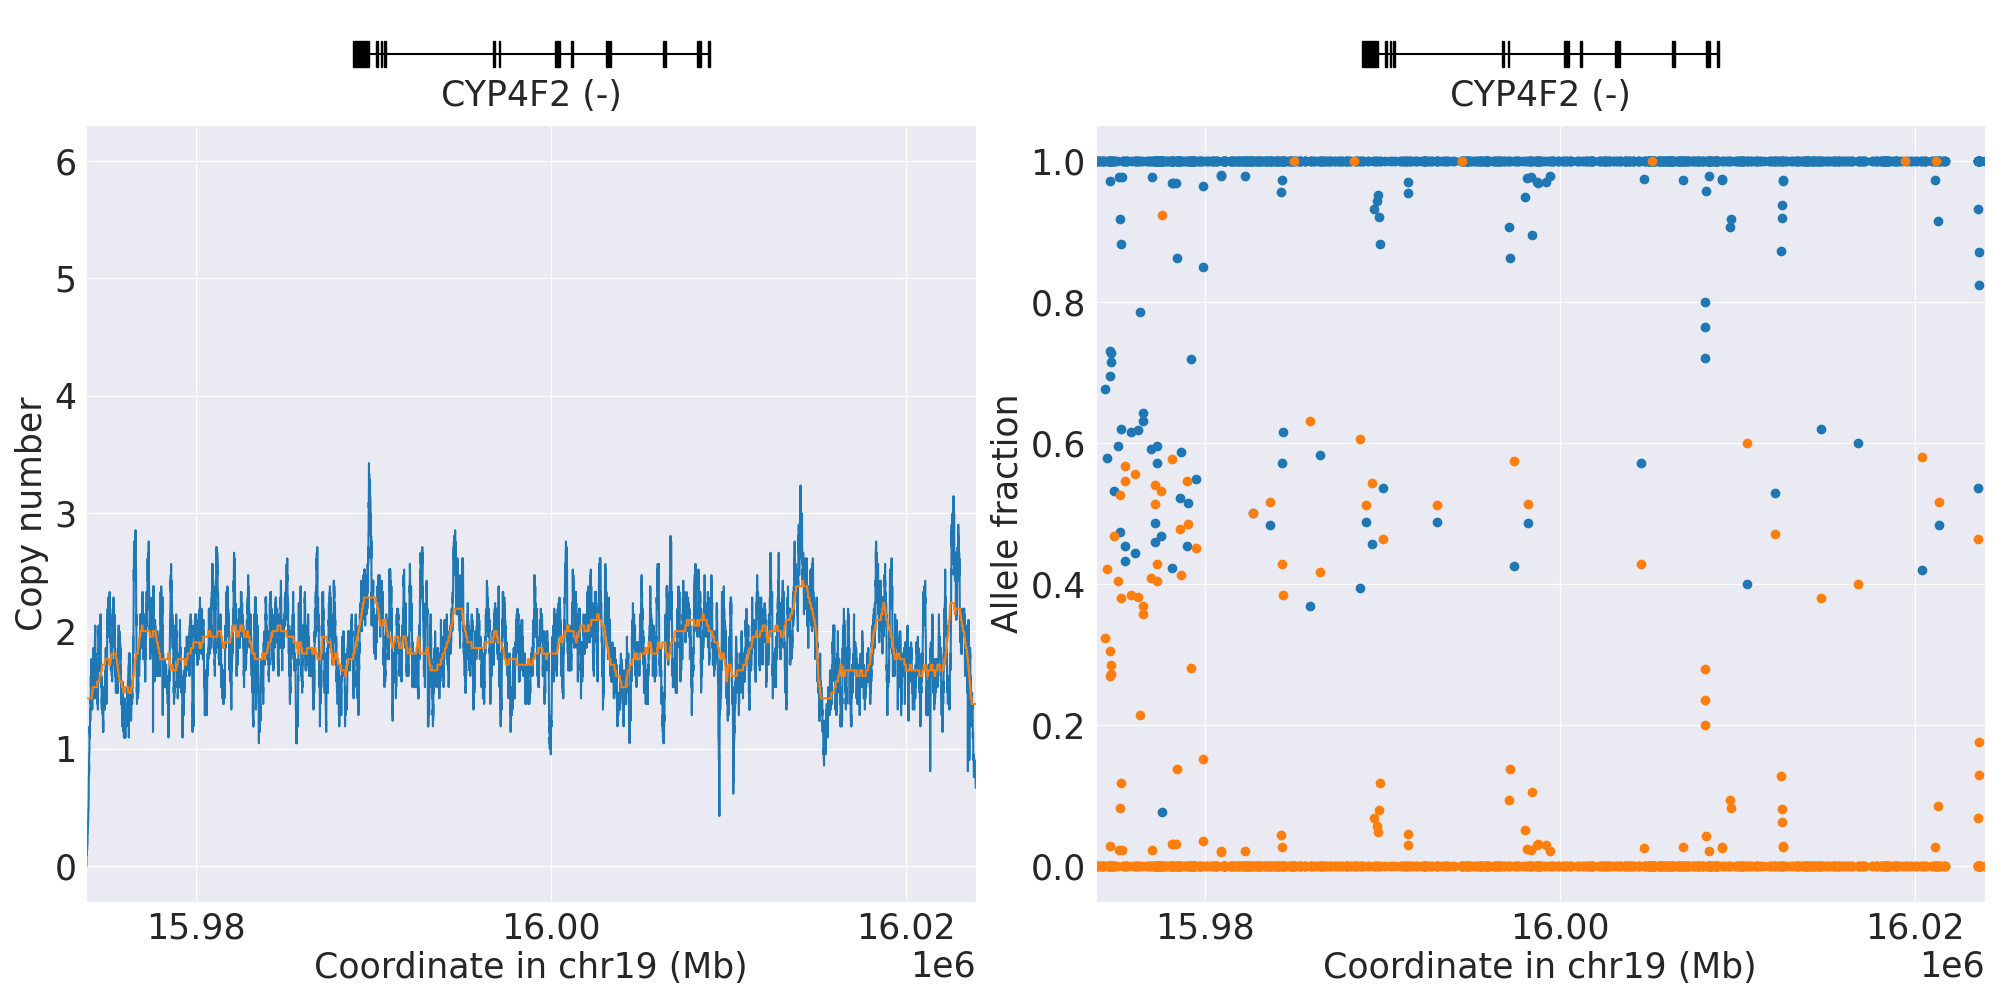 CYP4F2 (-)
6
5
4
3
2
1
0
Copy number
15.98
16.00
16.02
Coordinate in chr19 (Mb)
1e6
CYP4F2 (-)
1.0
0.8
0.6
0.4
0.2
0.0
Allele fraction
15.98
16.00
16.02
Coordinate in chr19 (Mb)
1e6